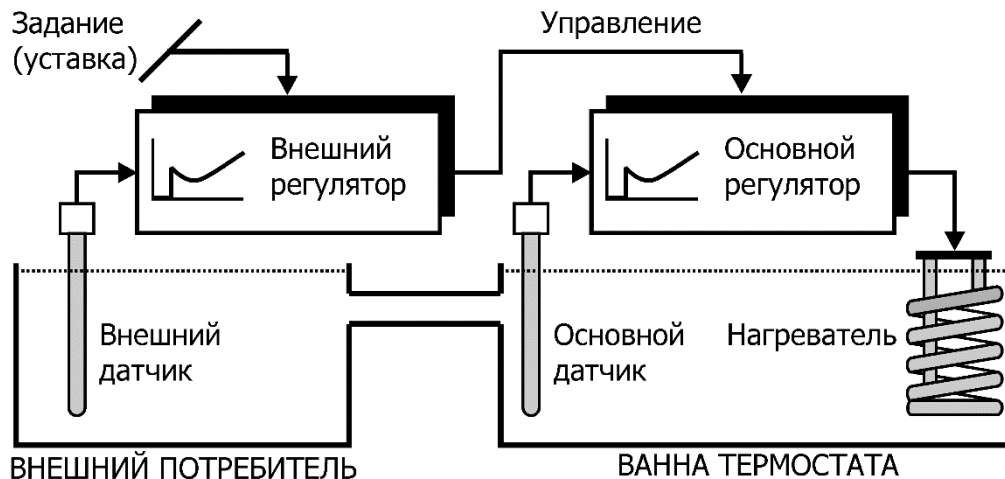 Задание
(уставка)
Управление
Внешний
регулятор
Основной
регулятор
Внешний
датчик
Основной
датчик
Нагреватель
ВНЕШНИЙ ПОТРЕБИТЕЛЬ
ВАННА ТЕРМОСТАТА